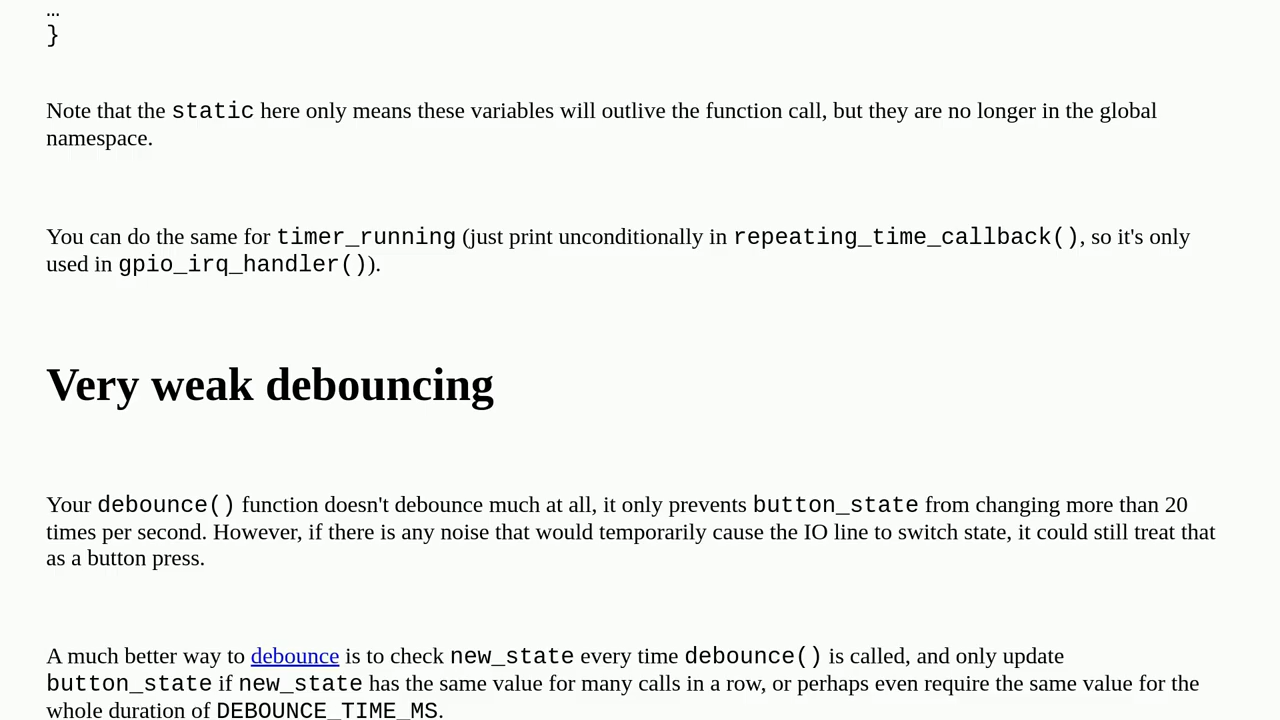 …
}
Note that the static here only means these variables will outlive the function call, but they are no longer in the global
namespace.
You can do the same for timer_running (just print unconditionally in repeating_time_callback(), so it's only
used in gpio_irq_handler()).
Very weak debouncing
Your debounce() function doesn't debounce much at all, it only prevents button_state from changing more than 20
times per second. However, if there is any noise that would temporarily cause the IO line to switch state, it could still treat that
as a button press.
A much better way to debounce is to check new_state every time debounce() is called, and only update
button_state if new_state has the same value for many calls in a row, or perhaps even require the same value for the
whole duration of DEBOUNCE_TIME_MS.